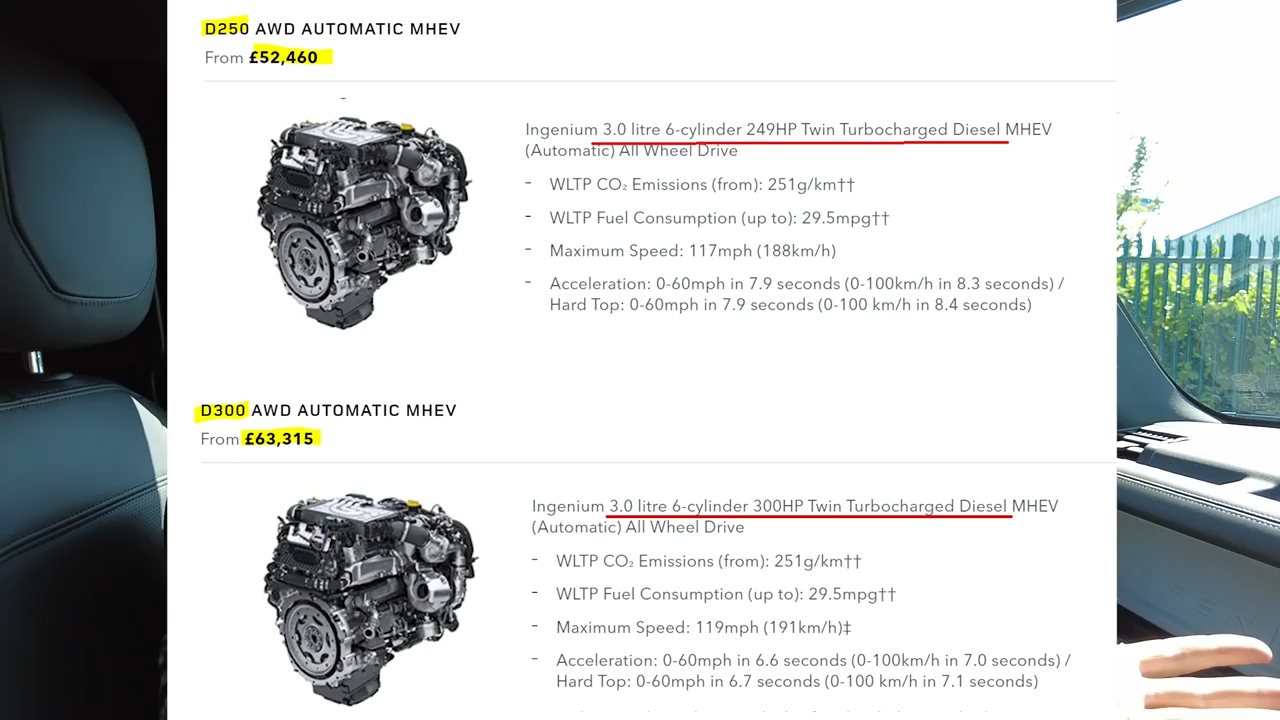 D250 AWD AUTOMATIC MHEV
From £52,460
Ingenium 3.0 litre 6-cylinder 249HP Twin Turbocharged Diesel MHEV
(Automatic) All Wheel Drive
- WLTP CO₂ Emissions (from): 251g/km††
- WLTP Fuel Consumption (up to): 29.5mpg††
- Maximum Speed: 117mph (188km/h)
- Acceleration: 0-60mph in 7.9 seconds (0-100km/h in 8.3 seconds) /
Hard Top: 0-60mph in 7.9 seconds (0-100 km/h in 8.4 seconds)
D300 AWD AUTOMATIC MHEV
From £63,315
Ingenium 3.0 litre 6-cylinder 300HP Twin Turbocharged Diesel MHEV
(Automatic) All Wheel Drive
- WLTP CO₂ Emissions (from): 251g/km††
- WLTP Fuel Consumption (up to): 29.5mpg††
- Maximum Speed: 119mph (191km/h)‡
- Acceleration: 0-60mph in 6.6 seconds (0-100km/h in 7.0 seconds) /
Hard Top: 0-60mph in 6.7 seconds (0-100 km/h in 7.1 seconds)